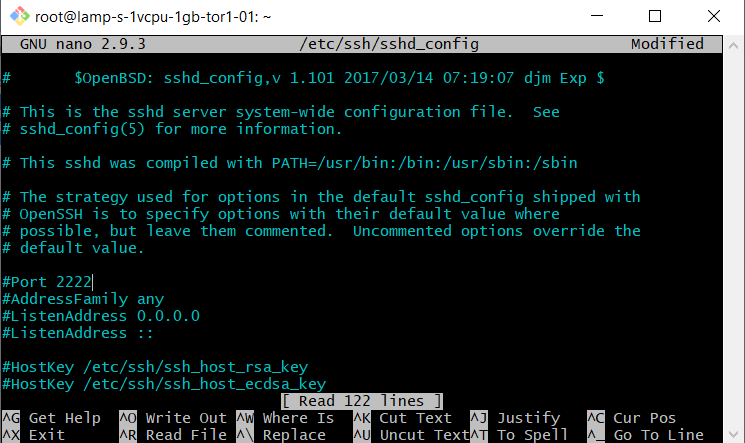 root@lamp-s-1vcpu-1gb-tor1-01: ~
GNU nano 2.9.3 /etc/ssh/sshd_config Modified
# $OpenBSD: sshd_config,v 1.101 2017/03/14 07:19:07 djm Exp $
# This is the sshd server system-wide configuration file. See
# sshd_config(5) for more information.
# This sshd was compiled with PATH=/usr/bin:/bin:/usr/sbin:/sbin
# The strategy used for options in the default sshd_config shipped with
# OpenSSH is to specify options with their default value where
# possible, but leave them commented. Uncommented options override the
# default value.
#Port 2222
#AddressFamily any
#ListenAddress 0.0.0.0
#ListenAddress ::
#HostKey /etc/ssh/ssh_host_rsa_key
#HostKey /etc/ssh/ssh_host_ecdsa_key
[ Read 122 lines ]
^G Get Help ^O Write Out ^W Where Is ^K Cut Text ^J Justify ^C Cur Pos
^X Exit ^R Read File ^\ Replace ^U Uncut Text ^T To Spell ^_ Go To Line